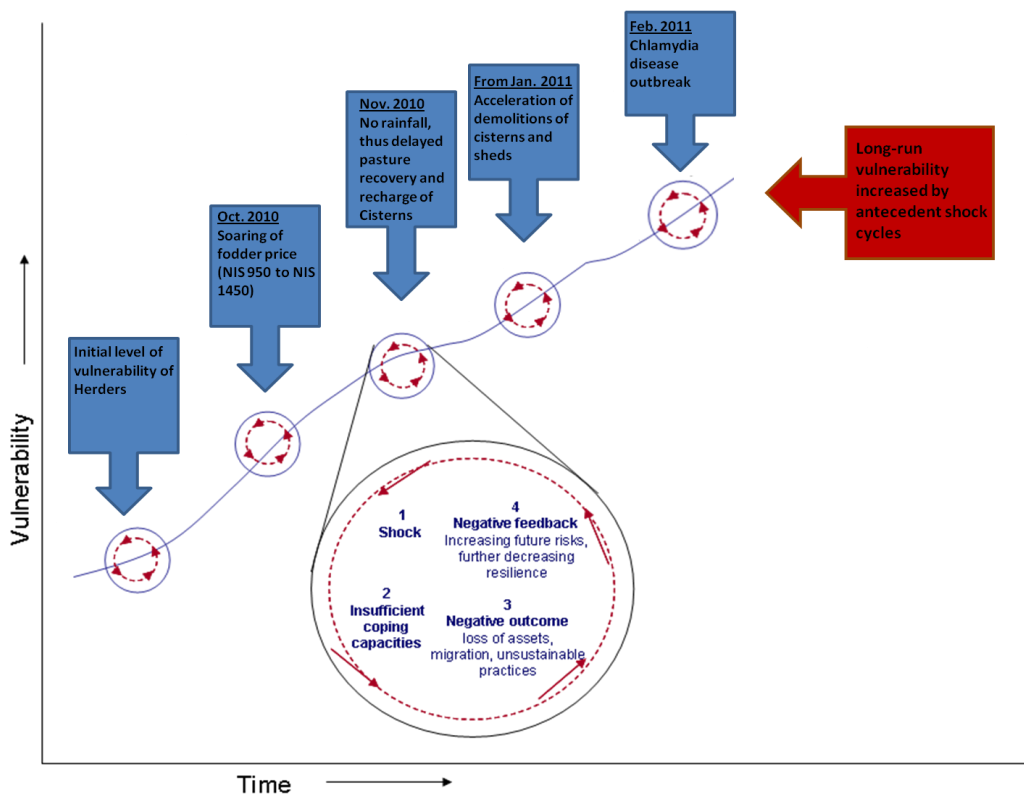 Feb. 2011
Chlamydia
disease
outbreak
From Jan. 2011
Acceleration of
demolitions of
cisterns and
sheds
Nov. 2010
No rainfall,
thus delayed
pasture
recovery and
recharge of
Cisterns
Long-run
vulnerability
increased by
antecedent shock
cycles
Oct. 2010
Soaring of
fodder price
(NIS 950 to NIS
1450)
Initial level of
vulnerability of
Herders
Vulnerability
1
Shock
4
Negative feedback
Increasing future risks,
further decreasing
resilience
2
Insufficient
coping
capacities
3
Negative outcome
loss of assets,
migration, unsustainable
practices
Time